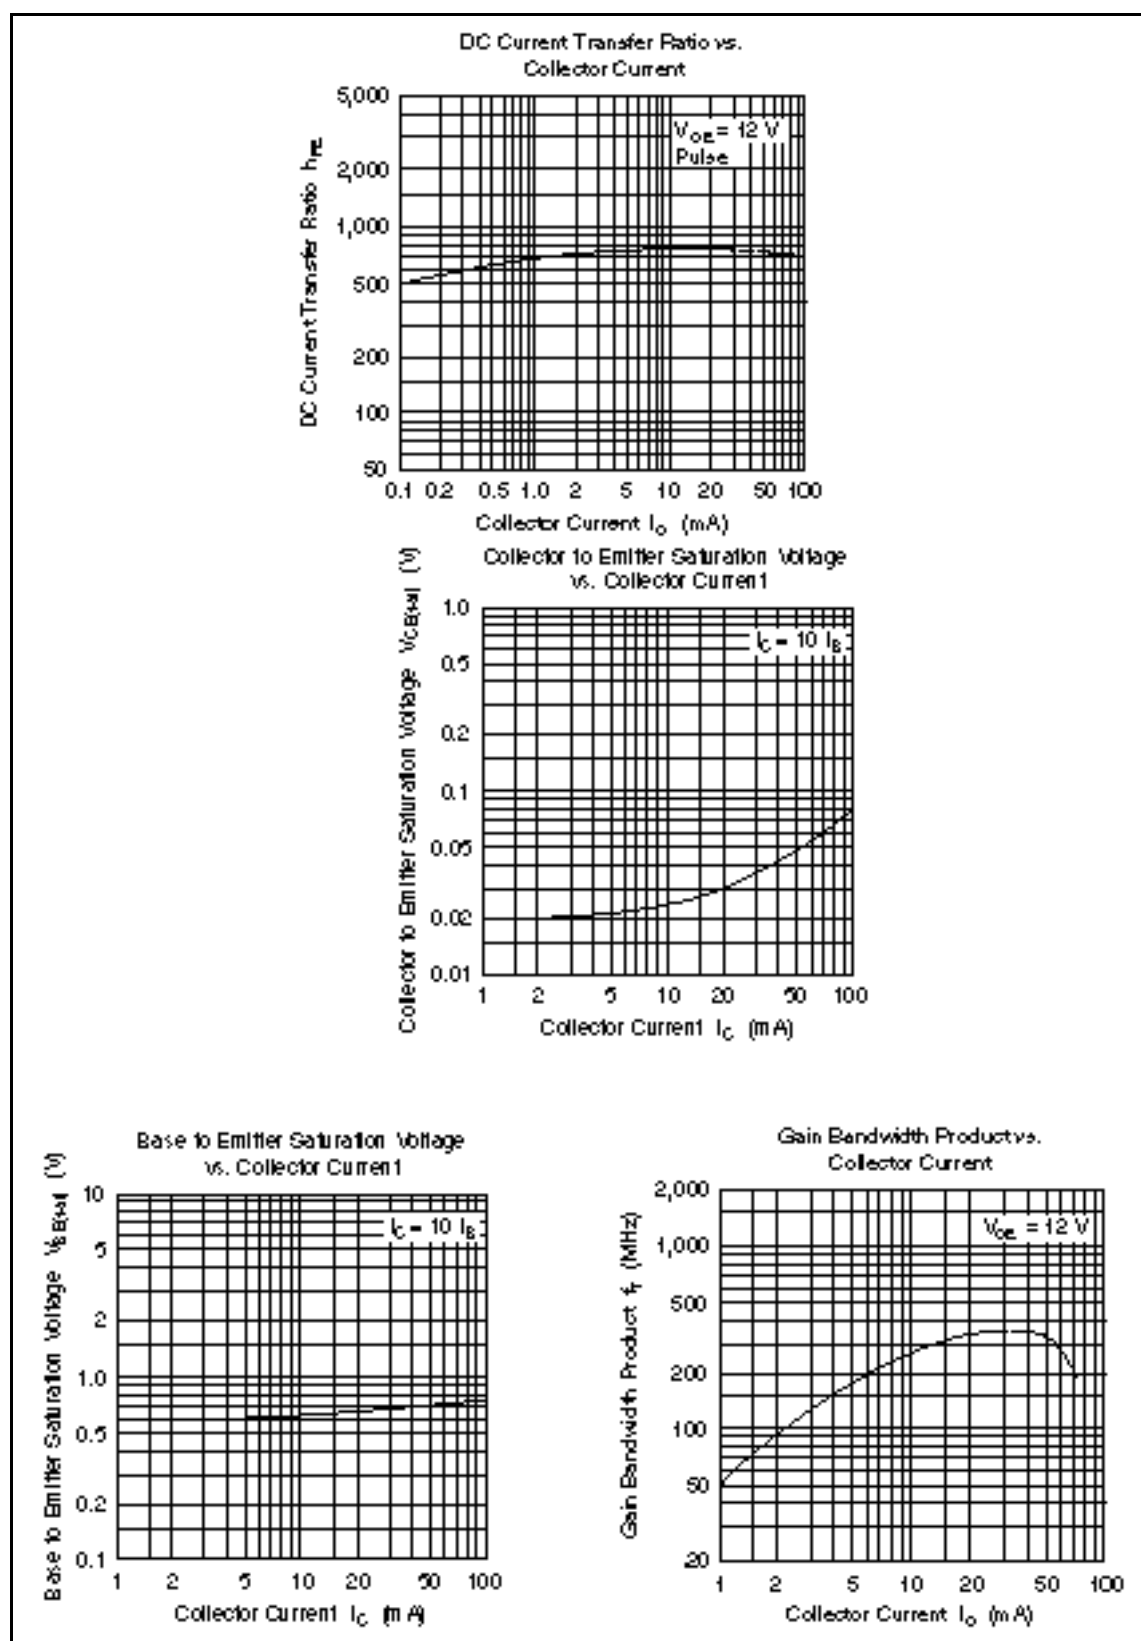 DC Current Transfer Ratio vs.
Collector Current
5,000
2,000
1,000
500
200
100
50
DC Current Transfer Ratio hFE
VCE = 12 V
Pulse
0.1 0.2 0.5 1.0 2 5 10 20 50 100
Collector Current IC (mA)
Collector to Emitter Saturation Voltage
vs. Collector Current
1.0
0.5
0.2
0.1
0.05
0.02
0.01
Collector to Emitter Saturation Voltage VCE(sat) (V)
IC = 10 IB
1 2 5 10 20 50 100
Collector Current IC (mA)
Base to Emitter Saturation Voltage
vs. Collector Current
10
5
2
1.0
0.5
0.2
0.1
Base to Emitter Saturation Voltage VBE(sat) (V)
IC = 10 IB
1 2 5 10 20 50 100
Collector Current IC (mA)
Gain Bandwidth Product vs.
Collector Current
2,000
1,000
500
200
100
50
20
Gain Bandwidth Product fT (MHz)
VCE = 12 V
1 2 5 10 20 50 100
Collector Current IC (mA)